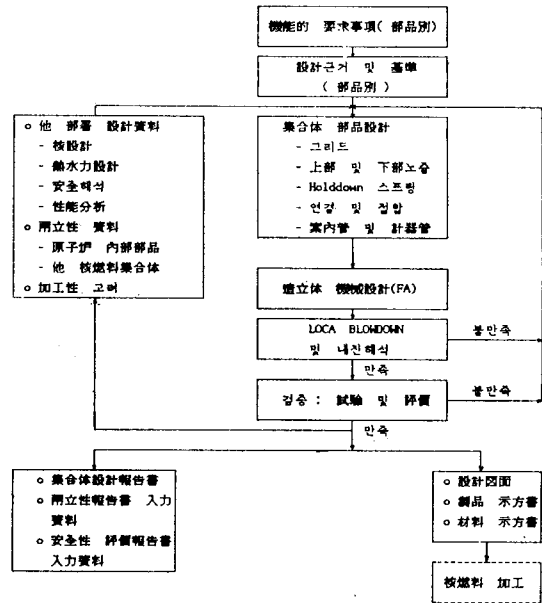 機能的 要求事項( 部品別)
設計근거 및 基準
( 部品別 )
o 他 部署 設計資料
- 核設計
- 熱水力設計
- 安全해석
- 性能分析
o 兩立性 資料
- 原子炉 内部部品
- 他 核燃料集合体
o 加工性 고려
集合体 部品設計
- 그리드
- 上部 및 下部노즐
- Holddown 스프링
- 연결 및 접합
- 案内管 및 計器管
機械設計(FA)
LOCA BLOWDOWN
및 내진해석
불만족
만족
검증 : 試驗 및 評價
불만족
만족
o 集合体設計報告書
o 兩立性報告書 入力
資料
o 安全性 評價報告書
入力資料
o 設計図面
o 製品 示方書
o 材料 示方書
核燃料 加工